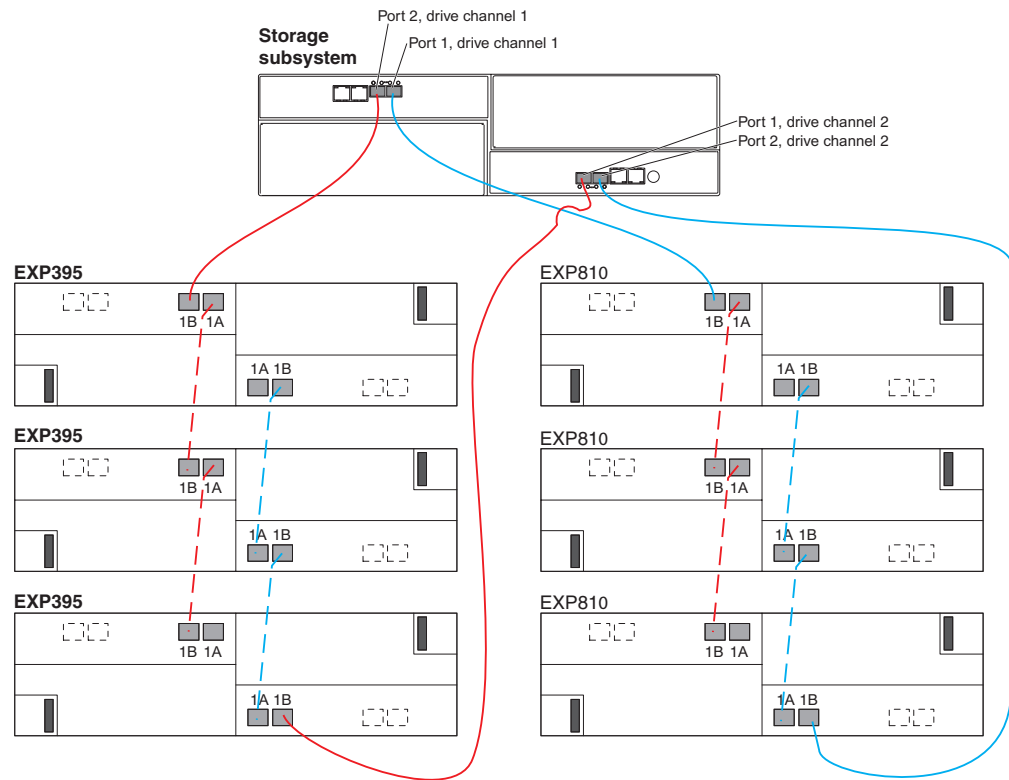 Port 2, drive channel 1
Storage subsystem
Port 1, drive channel 1
Port 1, drive channel 2
Port 2, drive channel 2
EXP395
EXP810
1B 1A
1B 1A
1A 1B
1A 1B
EXP395
EXP810
1B 1A
1B 1A
1A 1B
1A 1B
EXP395
EXP810
1B 1A
1B 1A
1A 1B
1A 1B